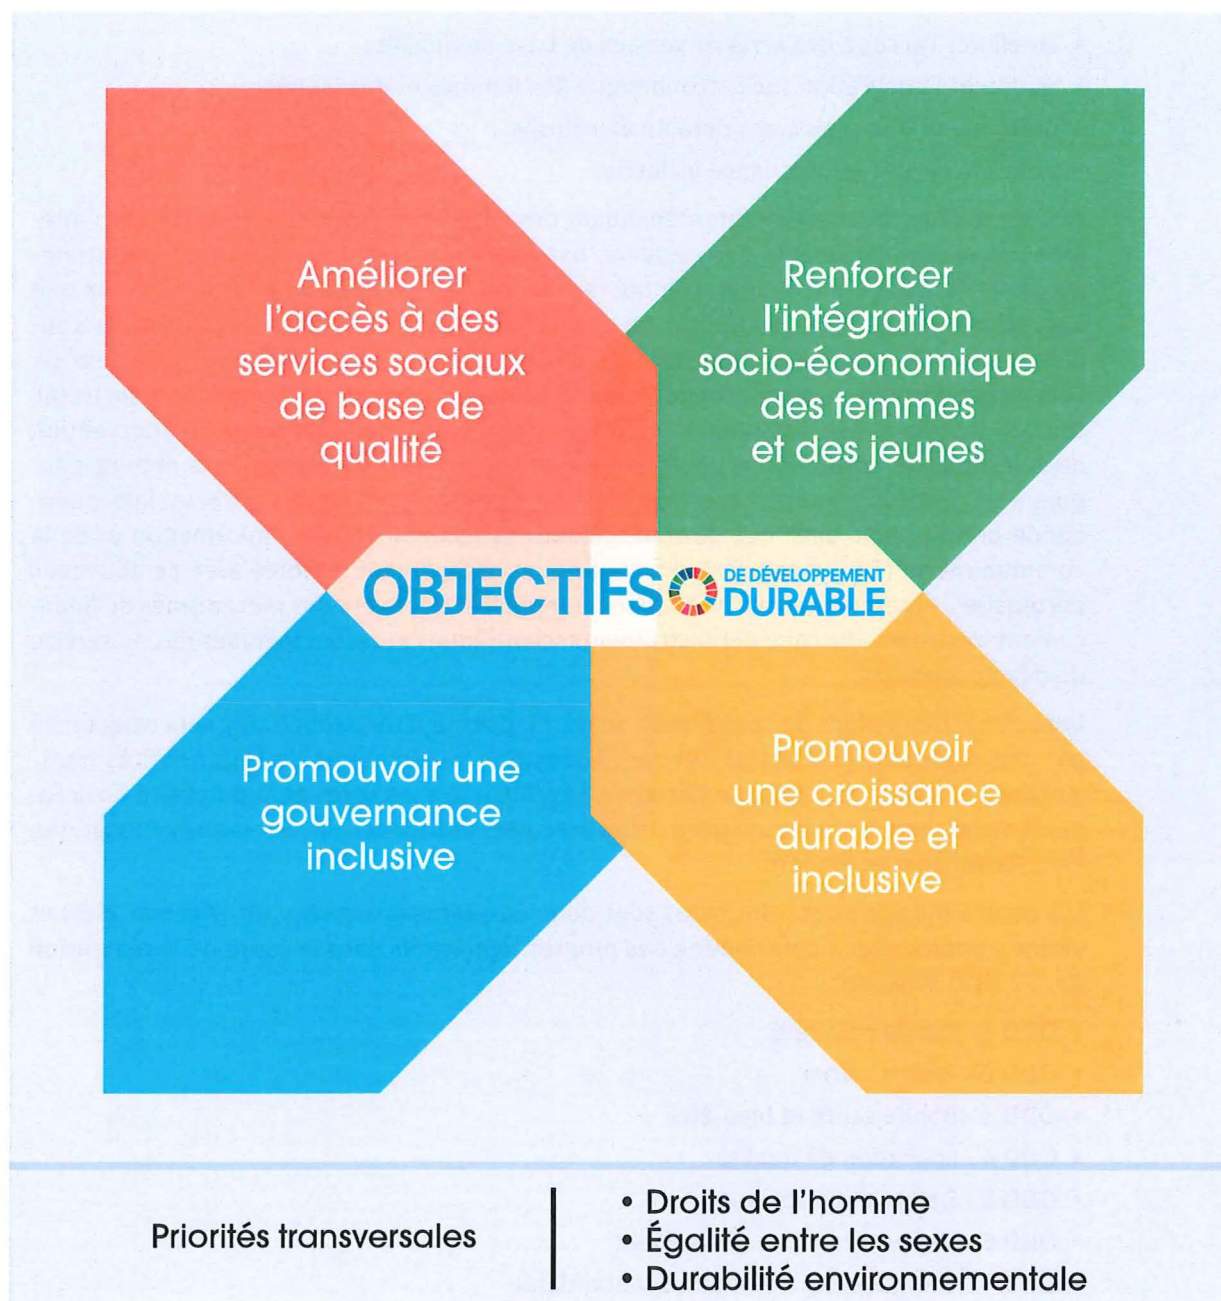 Améliorer
l'accès à des
services sociaux
de base de
qualité
Renforcer
l'intégration
socio-économique
des femmes
et des jeunes
OBJECTIFS DE DÉVELOPPEMENT
DURABLE
Promouvoir une
gouvernance
inclusive
Promouvoir
une croissance
durable et
inclusive
Priorités transversales
• Droits de l'homme
• Égalité entre les sexes
• Durabilité environnementale